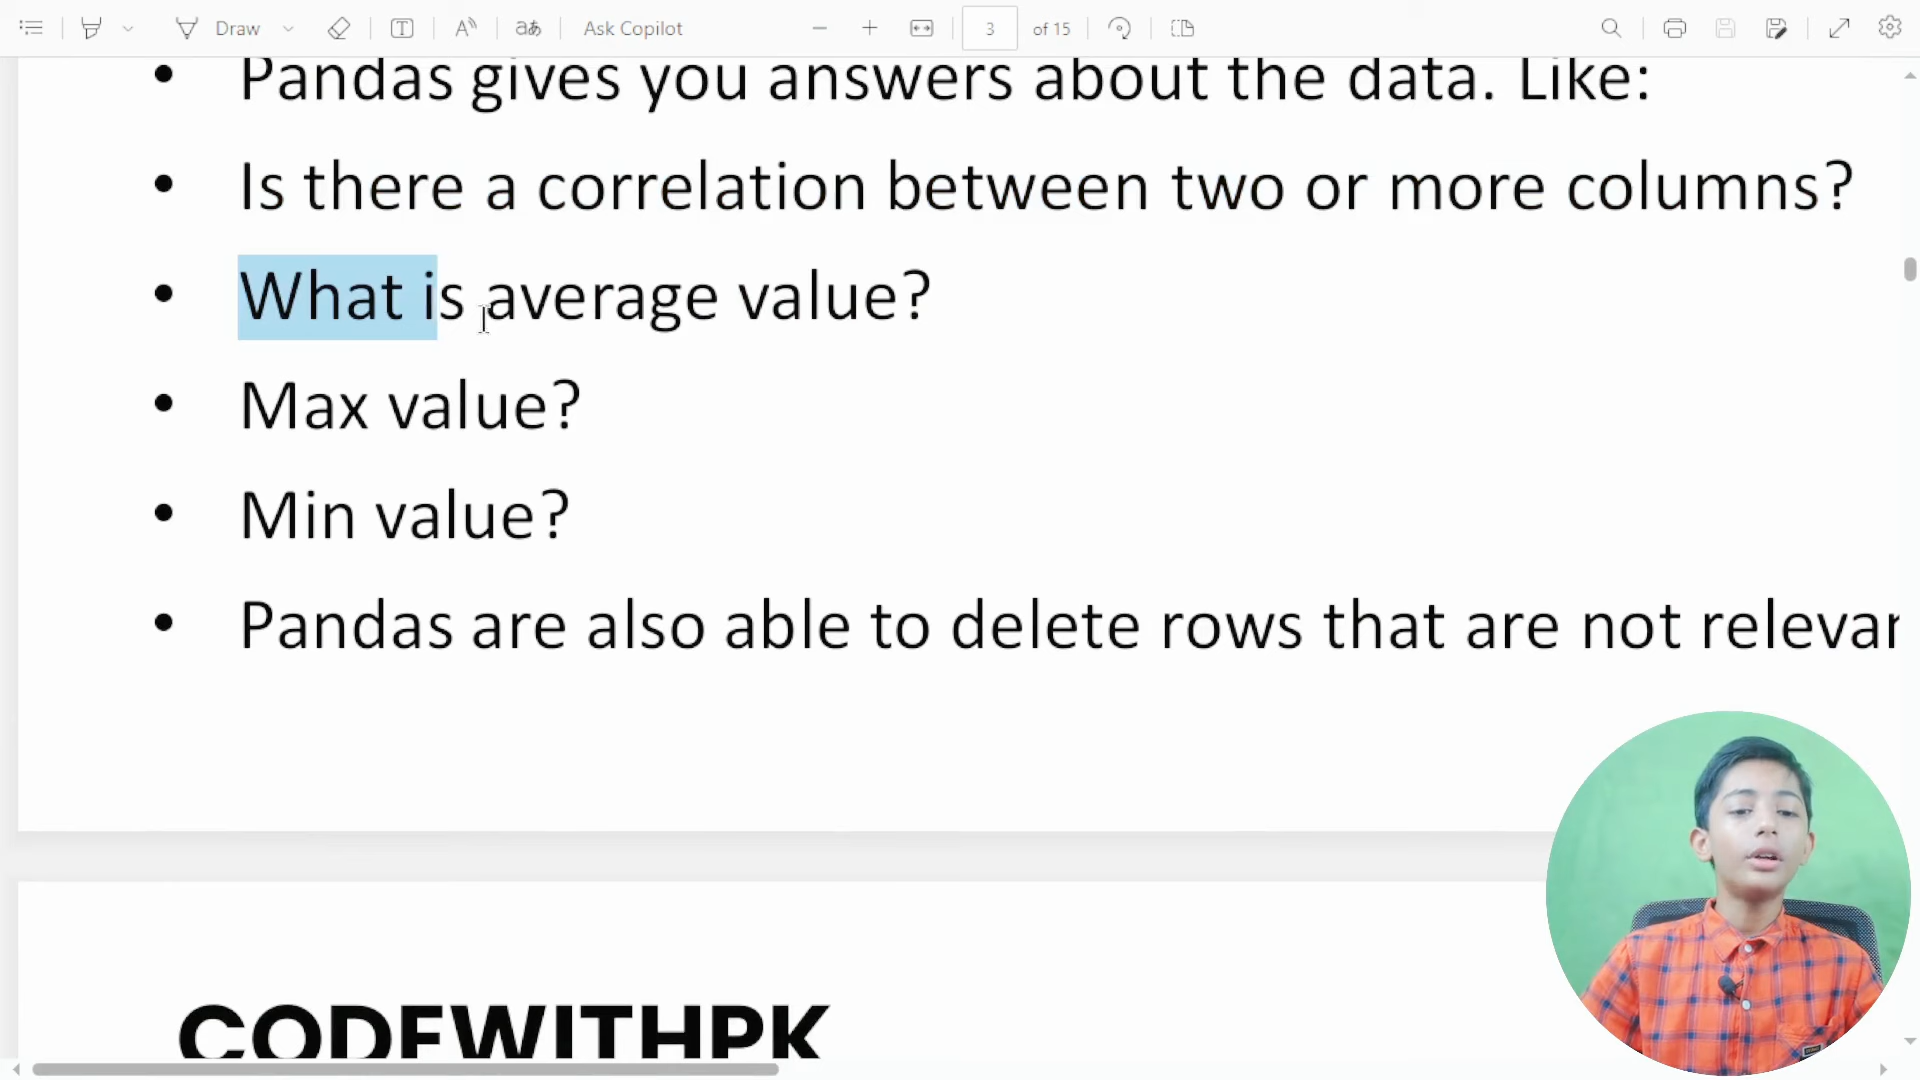 Draw
Ask Copilot
3
of 15
• Pandas gives you answers about the data. Like:
• Is there a correlation between two or more columns?
• What is average value?
• Max value?
• Min value?
• Pandas are also able to delete rows that are not relevan
CODEWITHPK